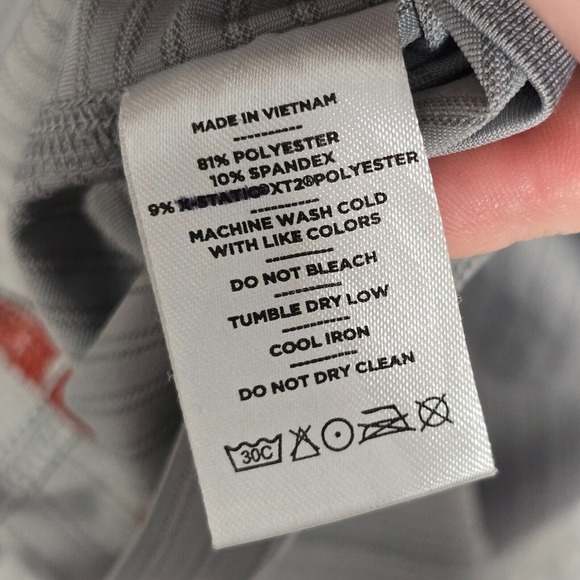 MADE IN VIETNAM
81% POLYESTER
10% SPANDEX
9% X-STATIC®XT2®POLYESTER
MACHINE WASH COLD
WITH LIKE COLORS
DO NOT BLEACH
TUMBLE DRY LOW
COOL IRON
DO NOT DRY CLEAN
30C